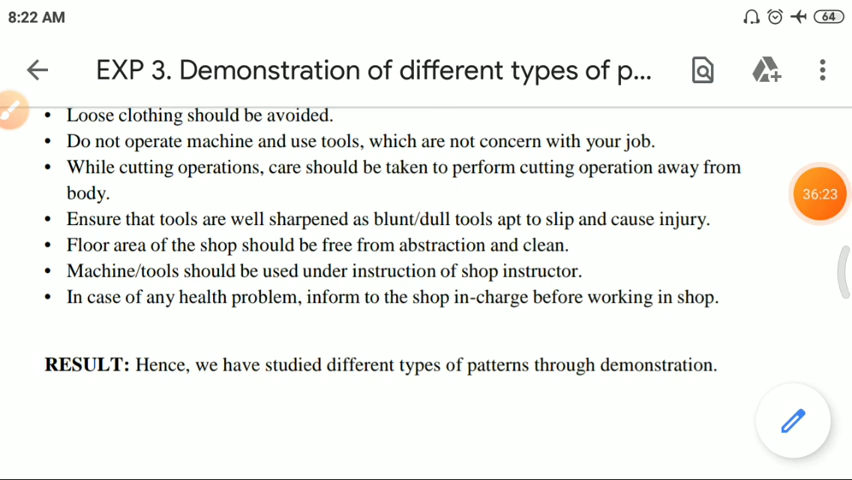 8:22 AM
64
EXP 3. Demonstration of different types of p...
• Loose clothing should be avoided.
• Do not operate machine and use tools, which are not concern with your job.
• While cutting operations, care should be taken to perform cutting operation away from
body.
• Ensure that tools are well sharpened as blunt/dull tools apt to slip and cause injury.
36:23
• Floor area of the shop should be free from abstraction and clean.
• Machine/tools should be used under instruction of shop instructor.
• In case of any health problem, inform to the shop in-charge before working in shop.
RESULT: Hence, we have studied different types of patterns through demonstration.